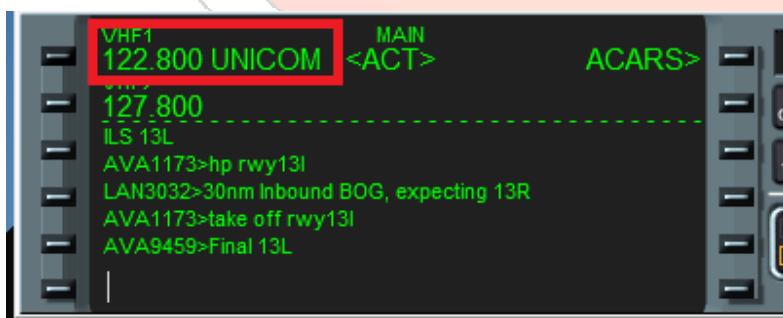 VHF1 MAIN
122.800 UNICOM <ACT> ACARS>
127.800
ILS 13L
AVA1173>hp rwy13l
LAN3032>30nm Inbound BOG, expecting 13R
AVA1173>take off rwy13l
AVA9459>Final 13L